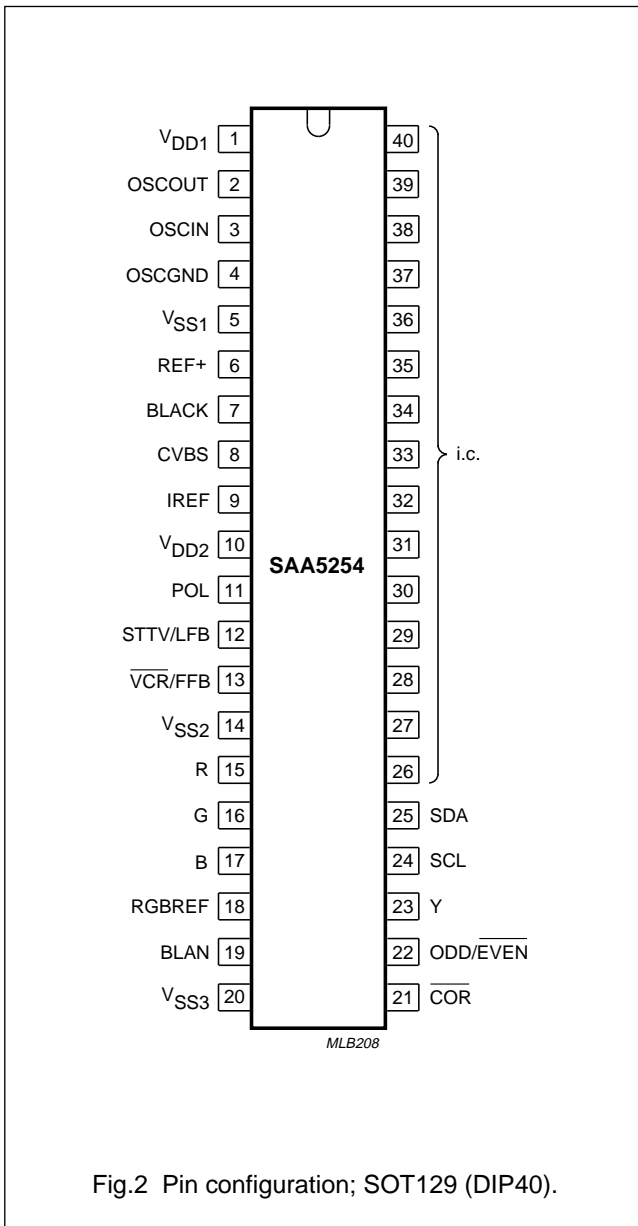 VDD1 1 40
OSCOUT 2 39
OSCIN 3 38
OSCGND 4 37
VSS1 5 36
REF+ 6 35
BLACK 7 34
CVBS 8 33 i.c.
IREF 9 32
VDD2 10 31
SAA5254
POL 11 30
STTV/LFB 12 29
V̅C̅R̅/FFB 13 28
VSS2 14 27
R 15 26
G 16 25 SDA
B 17 24 SCL
RGBREF 18 23 Y
BLAN 19 22 ODD/E̅V̅E̅N̅
VSS3 20 21 C̅O̅R̅
MLB208
Fig.2 Pin configuration; SOT129 (DIP40).